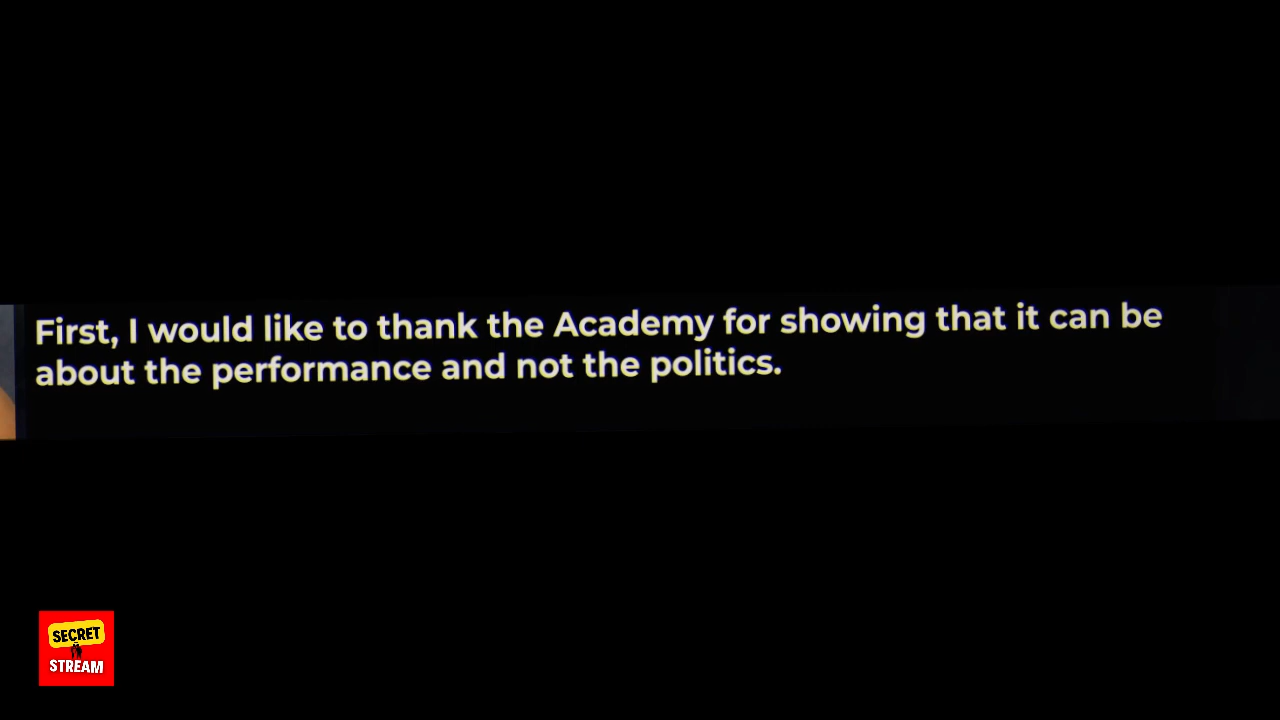 First, I would like to thank the Academy for showing that it can be
about the performance and not the politics.
SECRET
STREAM